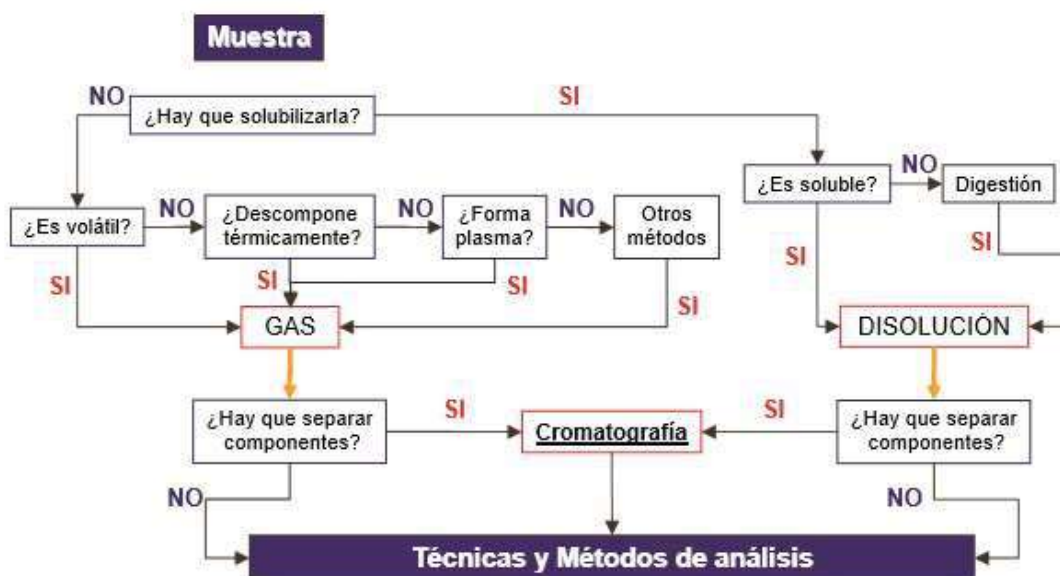 Muestra
NO
SI
¿Hay que solubilizarla?
¿Es volátil?
NO
¿Descompone
térmicamente?
NO
¿Forma
plasma?
NO
Otros
métodos
¿Es soluble?
NO
Digestión
SI
SI
SI
SI
SI
SI
GAS
DISOLUCIÓN
¿Hay que separar
componentes?
SI
Cromatografía
SI
¿Hay que separar
componentes?
NO
NO
Técnicas y Métodos de análisis